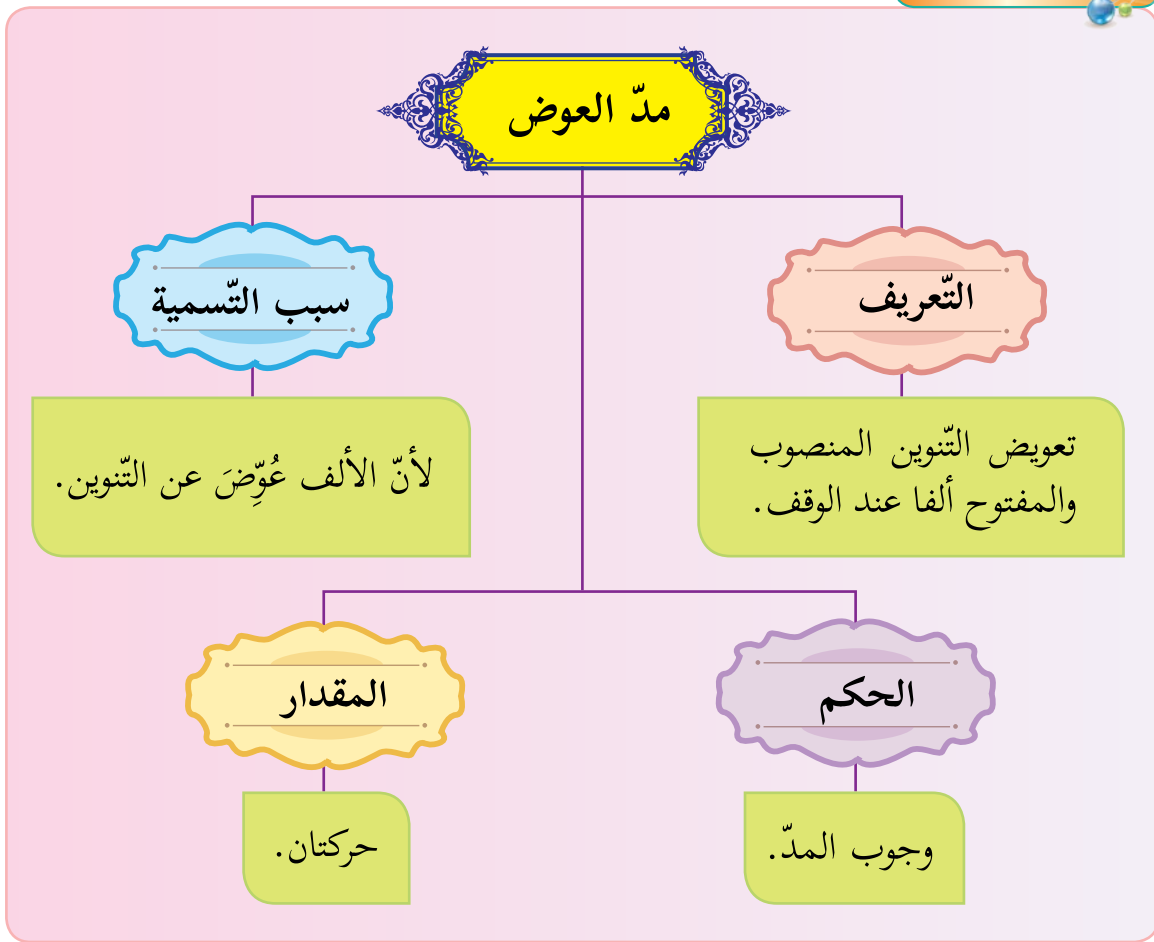 مدّ العوض
التّعريف
تعويض التّنوين المنصوب
والمفتوح ألفا عند الوقف.
سبب التّسمية
لأنّ الألف عُوِّضَ عن التّنوين.
الحكم
وجوب المدّ.
المقدار
حركتان.